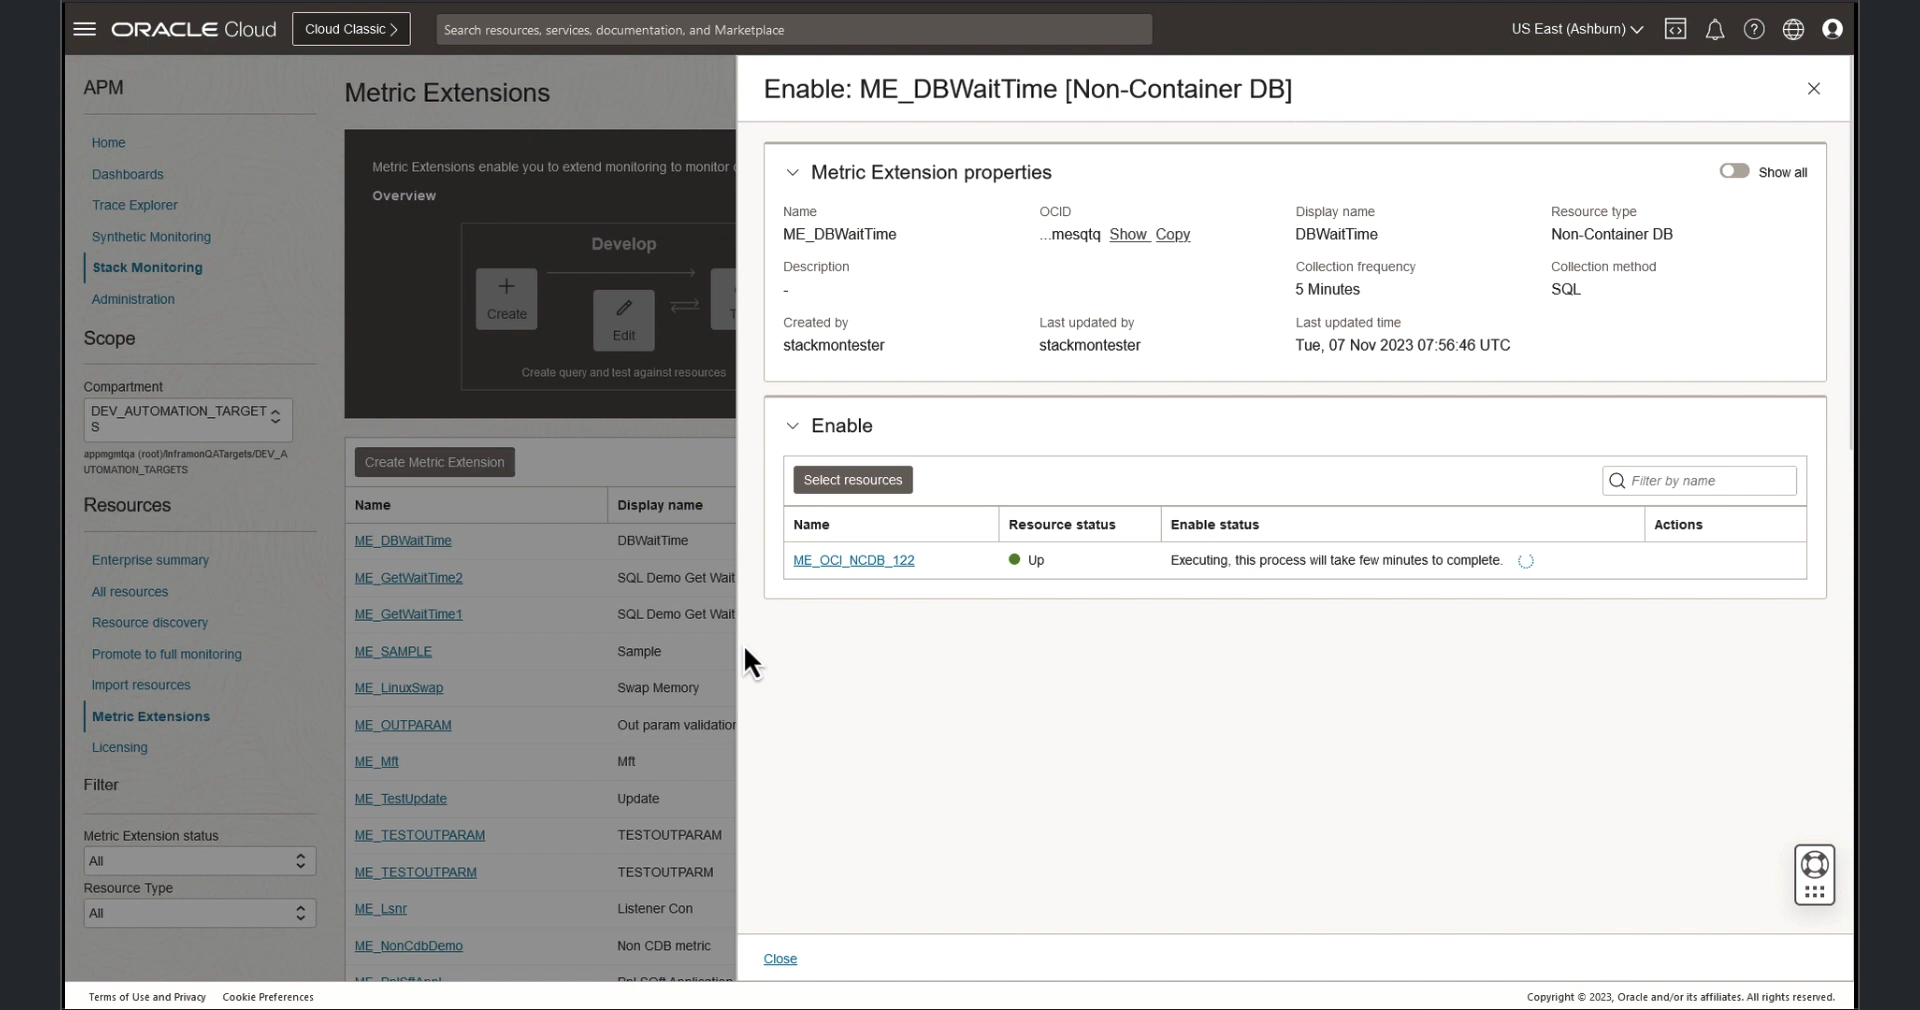 ORACLE Cloud
Cloud Classic >
Search resources, services, documentation, and Marketplace
US East (Ashburn)
APM
Home
Dashboards
Trace Explorer
Synthetic Monitoring
Stack Monitoring
Administration
Scope
Compartment
DEV_AUTOMATION_TARGET
S
appmgmtqa (root)/InframonQATargets/DEV_A
UTOMATION_TARGETS
Resources
Enterprise summary
All resources
Resource discovery
Promote to full monitoring
Import resources
Metric Extensions
Licensing
Filter
Metric Extension status
All
Resource Type
All
Metric Extensions
Metric Extensions enable you to extend monitoring to monitor
Overview
Develop
Create
Edit
Create query and test against resources
Create Metric Extension
Name Display name
ME_DBWaitTime DBWaitTime
ME_GetWaitTime2 SQL Demo Get Wait
ME_GetWaitTime1 SQL Demo Get Wait
ME_SAMPLE Sample
ME_LinuxSwap Swap Memory
ME_OUTPARAM Out param validation
ME_Mft Mft
ME_TestUpdate Update
ME_TESTOUTPARAM TESTOUTPARAM
ME_TESTOUTPARM TESTOUTPARM
ME_Lsnr Listener Con
ME_NonCdbDemo Non CDB metric
Enable: ME_DBWaitTime [Non-Container DB]
Metric Extension properties
Show all
Name OCID Display name Resource type
ME_DBWaitTime ...mesqtq Show Copy DBWaitTime Non-Container DB
Description Collection frequency Collection method
- 5 Minutes SQL
Created by Last updated by Last updated time
stackmontester stackmontester Tue, 07 Nov 2023 07:56:46 UTC
Enable
Select resources
Filter by name
Name Resource status Enable status Actions
ME_OCI_NCDB_122 Up Executing, this process will take few minutes to complete.
Close
Terms of Use and Privacy Cookie Preferences
Copyright © 2023, Oracle and/or its affiliates. All rights reserved.